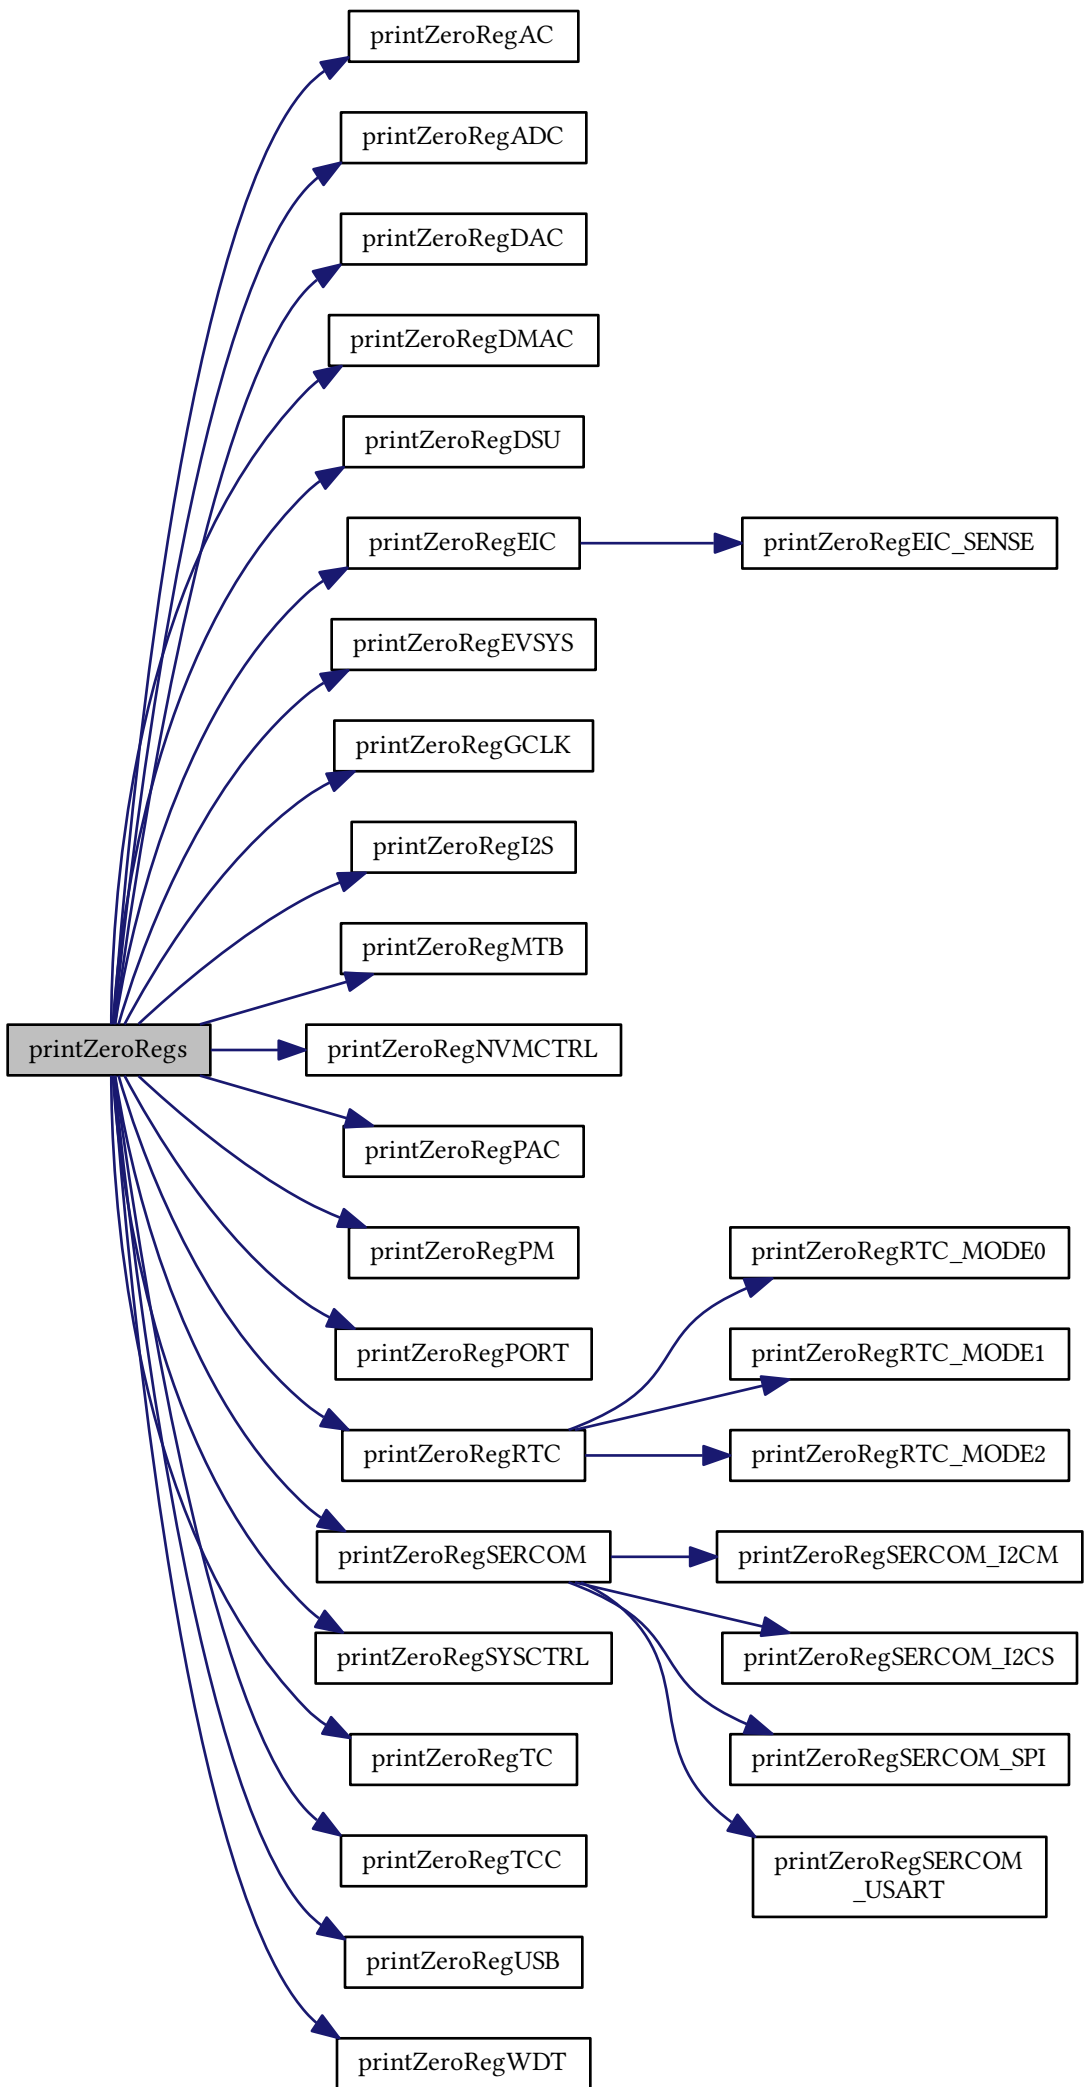 printZeroRegAC
printZeroRegADC
printZeroRegDAC
printZeroRegDMAC
printZeroRegDSU
printZeroRegEIC
printZeroRegEIC_SENSE
printZeroRegEVSYS
printZeroRegGCLK
printZeroRegI2S
printZeroRegMTB
printZeroRegs
printZeroRegNVMCTRL
printZeroRegPAC
printZeroRegPM
printZeroRegRTC_MODE0
printZeroRegPORT
printZeroRegRTC_MODE1
printZeroRegRTC
printZeroRegRTC_MODE2
printZeroRegSERCOM
printZeroRegSERCOM_I2CM
printZeroRegSYSCTRL
printZeroRegSERCOM_I2CS
printZeroRegTC
printZeroRegSERCOM_SPI
printZeroRegTCC
printZeroRegSERCOM
_USART
printZeroRegUSB
printZeroRegWDT